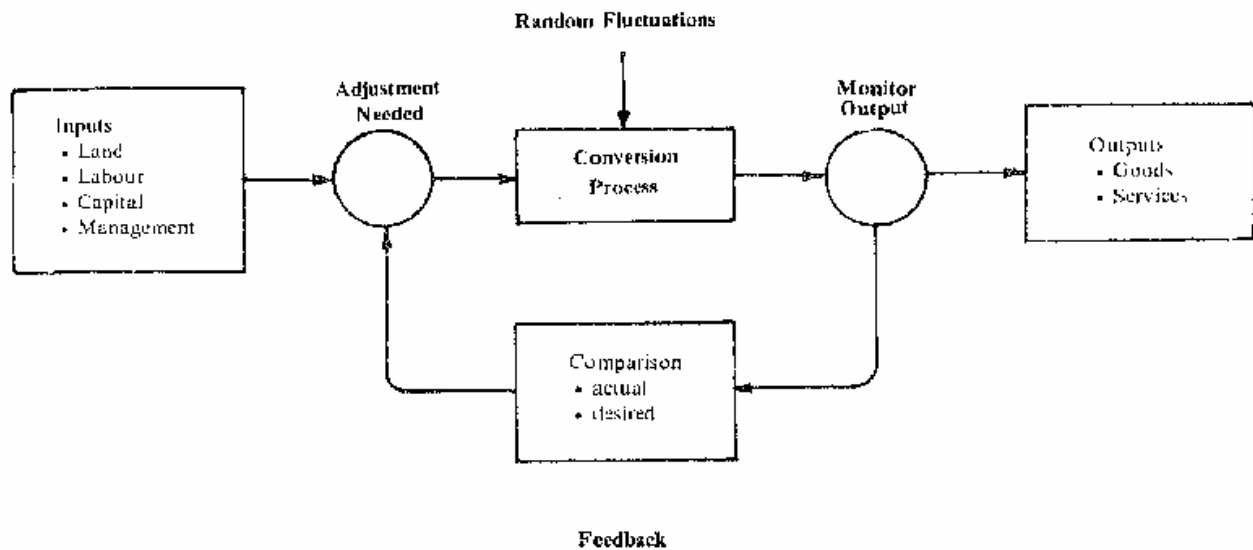 Random Fluctuations
Inputs
• Land
• Labour
• Capital
• Management
Adjustment
Needed
Conversion
Process
Monitor
Output
Outputs
• Goods
• Services
Comparison
• actual
• desired
Feedback